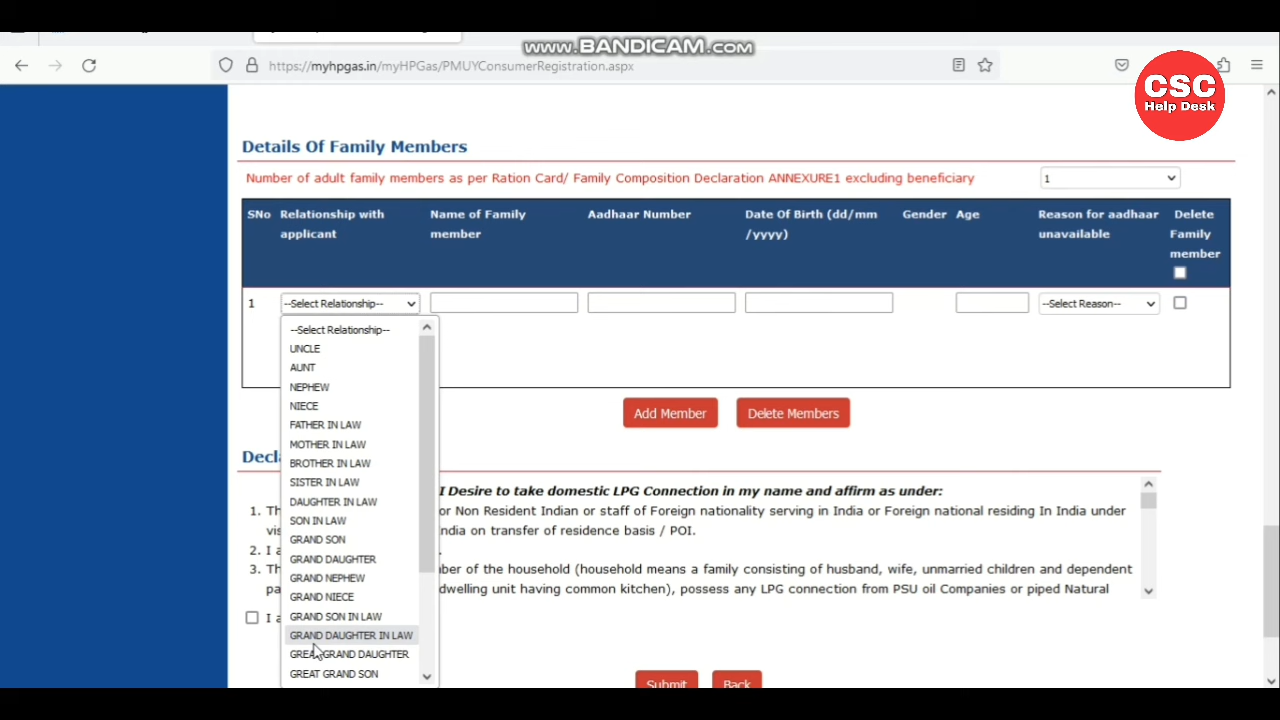 www.BANDICAM.com
https://myhpgas.in/myHPGas/PMUYConsumerRegistration.aspx
CSC
Help Desk
Details Of Family Members
Number of adult family members as per Ration Card/ Family Composition Declaration ANNEXURE1 excluding beneficiary
1
SNo
Relationship with applicant
Name of Family member
Aadhaar Number
Date Of Birth (dd/mm /yyyy)
Gender
Age
Reason for aadhaar unavailable
Delete Family member
1
--Select Relationship--
--Select Reason--
--Select Relationship--
UNCLE
AUNT
NEPHEW
NIECE
FATHER IN LAW
MOTHER IN LAW
BROTHER IN LAW
SISTER IN LAW
DAUGHTER IN LAW
SON IN LAW
GRAND SON
GRAND DAUGHTER
GRAND NEPHEW
GRAND NIECE
GRAND SON IN LAW
GRAND DAUGHTER IN LAW
GREAT GRAND DAUGHTER
GREAT GRAND SON
Add Member
Delete Members
Decl
I Desire to take domestic LPG Connection in my name and affirm as under:
1. Th or Non Resident Indian or staff of Foreign nationality serving in India or Foreign national residing In India under
vis ndia on transfer of residence basis / POI.
2. I a
3. Th ber of the household (household means a family consisting of husband, wife, unmarried children and dependent
pa dwelling unit having common kitchen), possess any LPG connection from PSU oil Companies or piped Natural
I a
Submit
Back